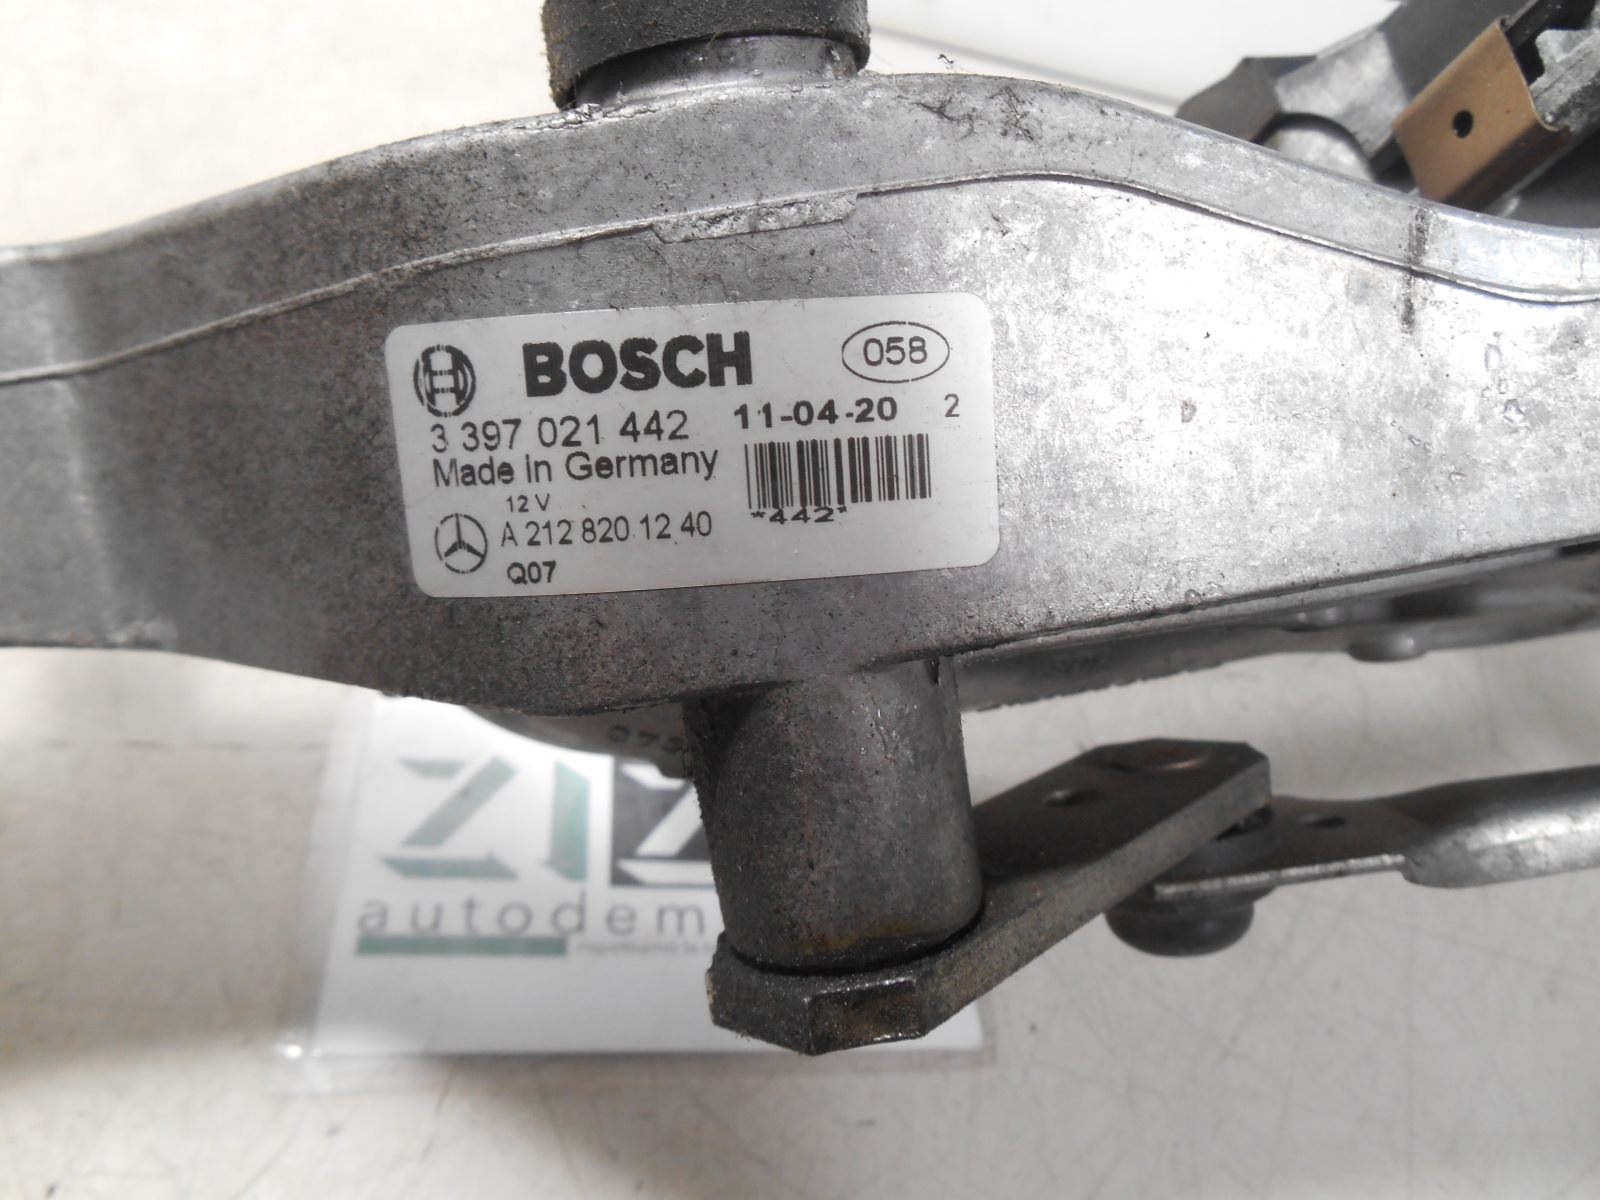 BOSCH
058
3 397 021 442 11-04-20 2
Made in Germany
12 V
*442*
A 212 820 12 40
Q07
autodem